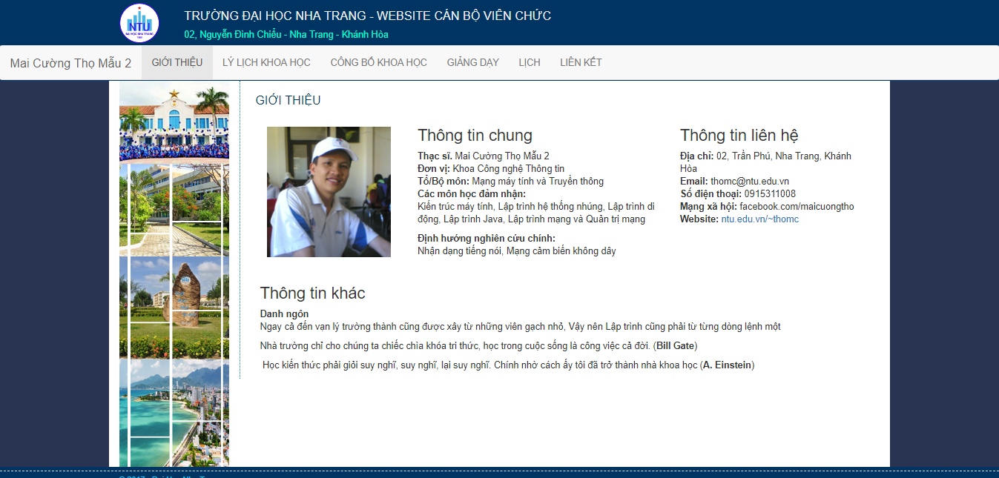 TRƯỜNG ĐẠI HỌC NHA TRANG - WEBSITE CÁN BỘ VIÊN CHỨC
NTU
ĐẠI HỌC NHA TRANG
02, Nguyễn Đình Chiểu - Nha Trang - Khánh Hòa
Mai Cường Thọ Mẫu 2 GIỚI THIỆU LÝ LỊCH KHOA HỌC CÔNG BỐ KHOA HỌC GIẢNG DẠY LỊCH LIÊN KẾT
GIỚI THIỆU
Thông tin chung
Thạc sĩ. Mai Cường Thọ Mẫu 2
Đơn vị: Khoa Công nghệ Thông tin
Tổ/Bộ môn: Mạng máy tính và Truyền thông
Các môn học đảm nhận:
Kiến trúc máy tính, Lập trình hệ thống nhúng, Lập trình di
động, Lập trình Java, Lập trình mạng và Quản trị mạng
Định hướng nghiên cứu chính:
Nhận dạng tiếng nói, Mạng cảm biến không dây
Thông tin liên hệ
Địa chỉ: 02, Trần Phú, Nha Trang, Khánh
Hòa
Email: thomc@ntu.edu.vn
Số điện thoại: 0915311008
Mạng xã hội: facebook.com/maicuongtho
Website: ntu.edu.vn/~thomc
Thông tin khác
Danh ngôn
Ngay cả đến vạn lý trường thành cũng được xây từ những viên gạch nhỏ, Vậy nên Lập trình cũng phải từ từng dòng lệnh một
Nhà trường chỉ cho chúng ta chiếc chìa khóa tri thức, học trong cuộc sống là công việc cả đời. (Bill Gate)
Học kiến thức phải giỏi suy nghĩ, suy nghĩ, lại suy nghĩ. Chính nhờ cách ấy tôi đã trở thành nhà khoa học (A. Einstein)